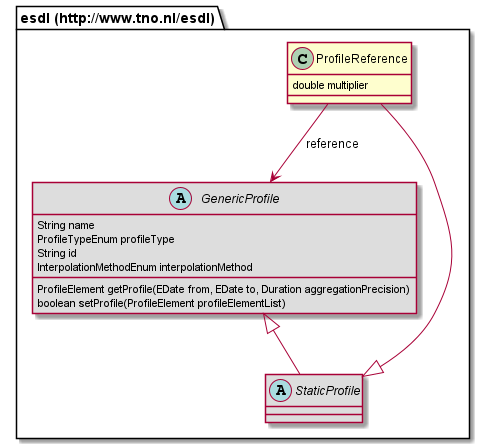 esdl (http://www.tno.nl/esdl)
C ProfileReference
double multiplier
reference
A GenericProfile
String name
ProfileTypeEnum profileType
String id
InterpolationMethodEnum interpolationMethod
ProfileElement getProfile(EDate from, EDate to, Duration aggregationPrecision)
boolean setProfile(ProfileElement profileElementList)
A StaticProfile